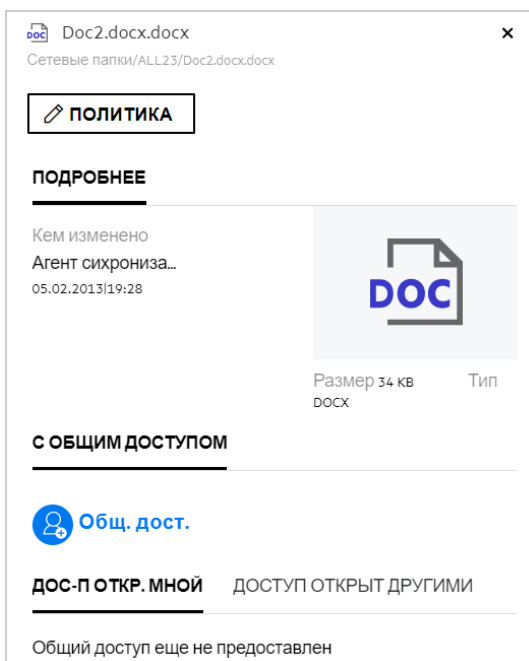 DOC Doc2.docx.docx ×
Сетевые папки/ALL23/Doc2.docx.docx
ПОЛИТИКА
ПОДРОБНЕЕ
Кем изменено
Агент сихрониза...
05.02.2013|19:28
DOC
Размер 34 KB Тип
DOCX
С ОБЩИМ ДОСТУПОМ
Общ. дост.
ДОС-П ОТКР. МНОЙ ДОСТУП ОТКРЫТ ДРУГИМИ
Общий доступ еще не предоставлен